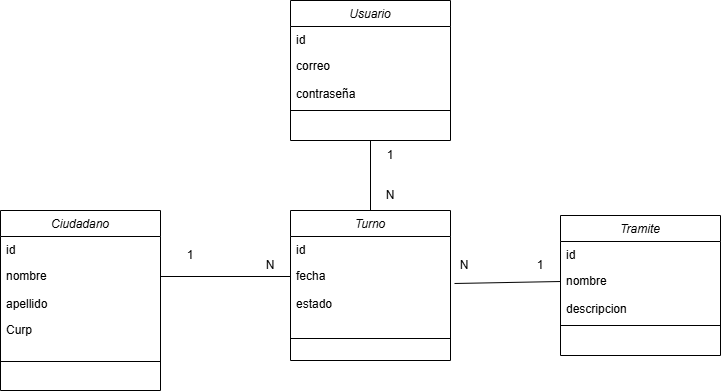 Usuario
id
correo
contraseña
1
N
Ciudadano
id
nombre
apellido
Curp
1
N
Turno
id
fecha
estado
N
1
Tramite
id
nombre
descripcion